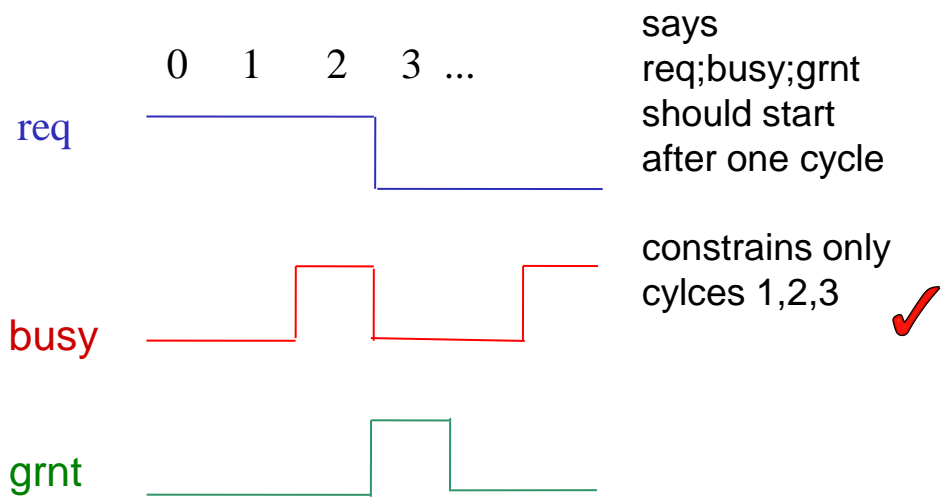 0 1 2 3 ...
req
busy
grnt
says
req;busy;grnt
should start
after one cycle
constrains only
cylces 1,2,3